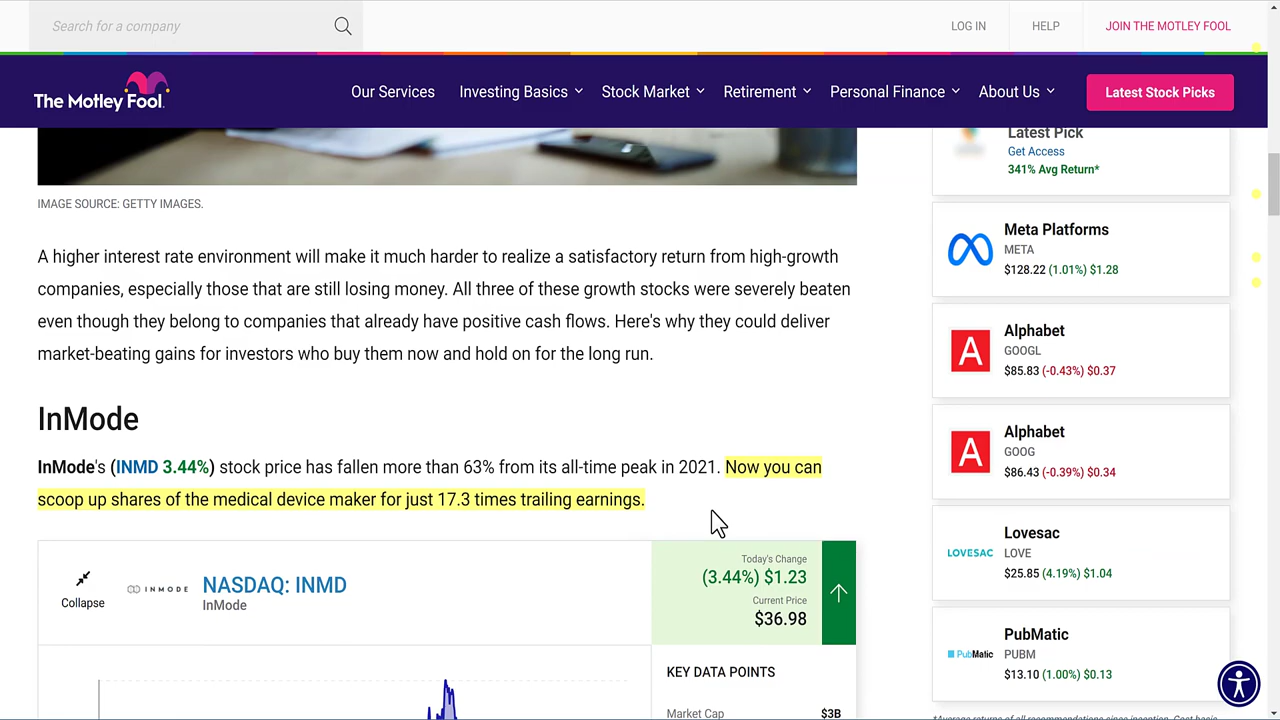 Search for a company
LOG IN
HELP
JOIN THE MOTLEY FOOL
The Motley Fool.
Our Services
Investing Basics
Stock Market
Retirement
Personal Finance
About Us
Latest Stock Picks
IMAGE SOURCE: GETTY IMAGES.
A higher interest rate environment will make it much harder to realize a satisfactory return from high-growth
companies, especially those that are still losing money. All three of these growth stocks were severely beaten
even though they belong to companies that already have positive cash flows. Here's why they could deliver
market-beating gains for investors who buy them now and hold on for the long run.
InMode
InMode's (INMD 3.44%) stock price has fallen more than 63% from its all-time peak in 2021. Now you can
scoop up shares of the medical device maker for just 17.3 times trailing earnings.
Collapse
INMODE
NASDAQ: INMD
InMode
Today's Change
(3.44%) $1.23
Current Price
$36.98
KEY DATA POINTS
Market Cap
$3B
Latest Pick
Get Access
341% Avg Return*
Meta Platforms
META
$128.22 (1.01%) $1.28
A
Alphabet
GOOGL
$85.83 (-0.43%) $0.37
A
Alphabet
GOOG
$86.43 (-0.39%) $0.34
LOVESAC
Lovesac
LOVE
$25.85 (4.19%) $1.04
PubMatic
PubMatic
PUBM
$13.10 (1.00%) $0.13